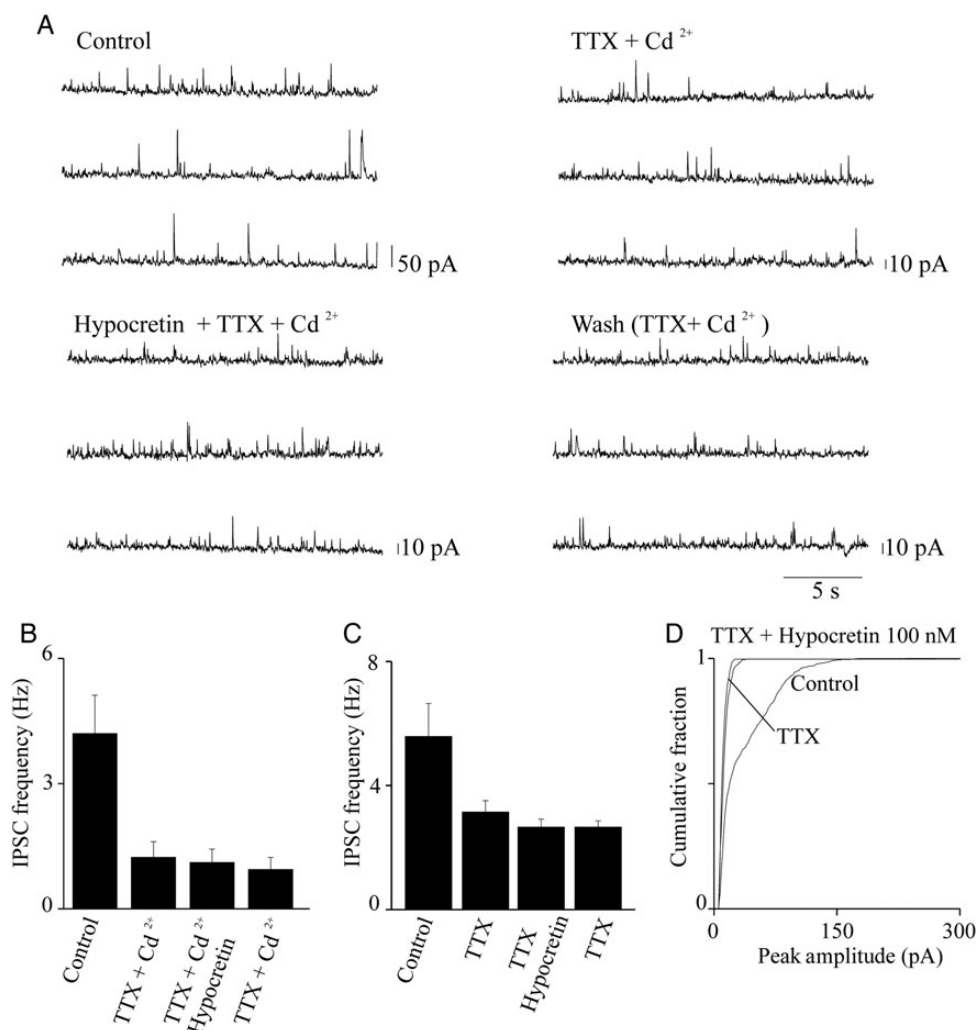 A
Control
TTX + Cd 2+
50 pA
10 pA
Hypocretin + TTX + Cd 2+
Wash (TTX+ Cd 2+ )
10 pA
10 pA
5 s
B
IPSC frequency (Hz)
6
3
0
Control
TTX + Cd 2+
TTX + Cd 2+
Hypocretin
TTX + Cd 2+
C
IPSC frequency (Hz)
8
4
0
Control
TTX
TTX
Hypocretin
TTX
D
TTX + Hypocretin 100 nM
Cumulative fraction
1
0
Control
TTX
0
150
300
Peak amplitude (pA)